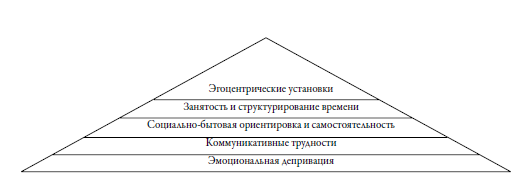 Эгоцентрические установки
Занятость и структурирование времени
Социально-бытовая ориентировка и самостоятельность
Коммуникативные трудности
Эмоциональная депривация